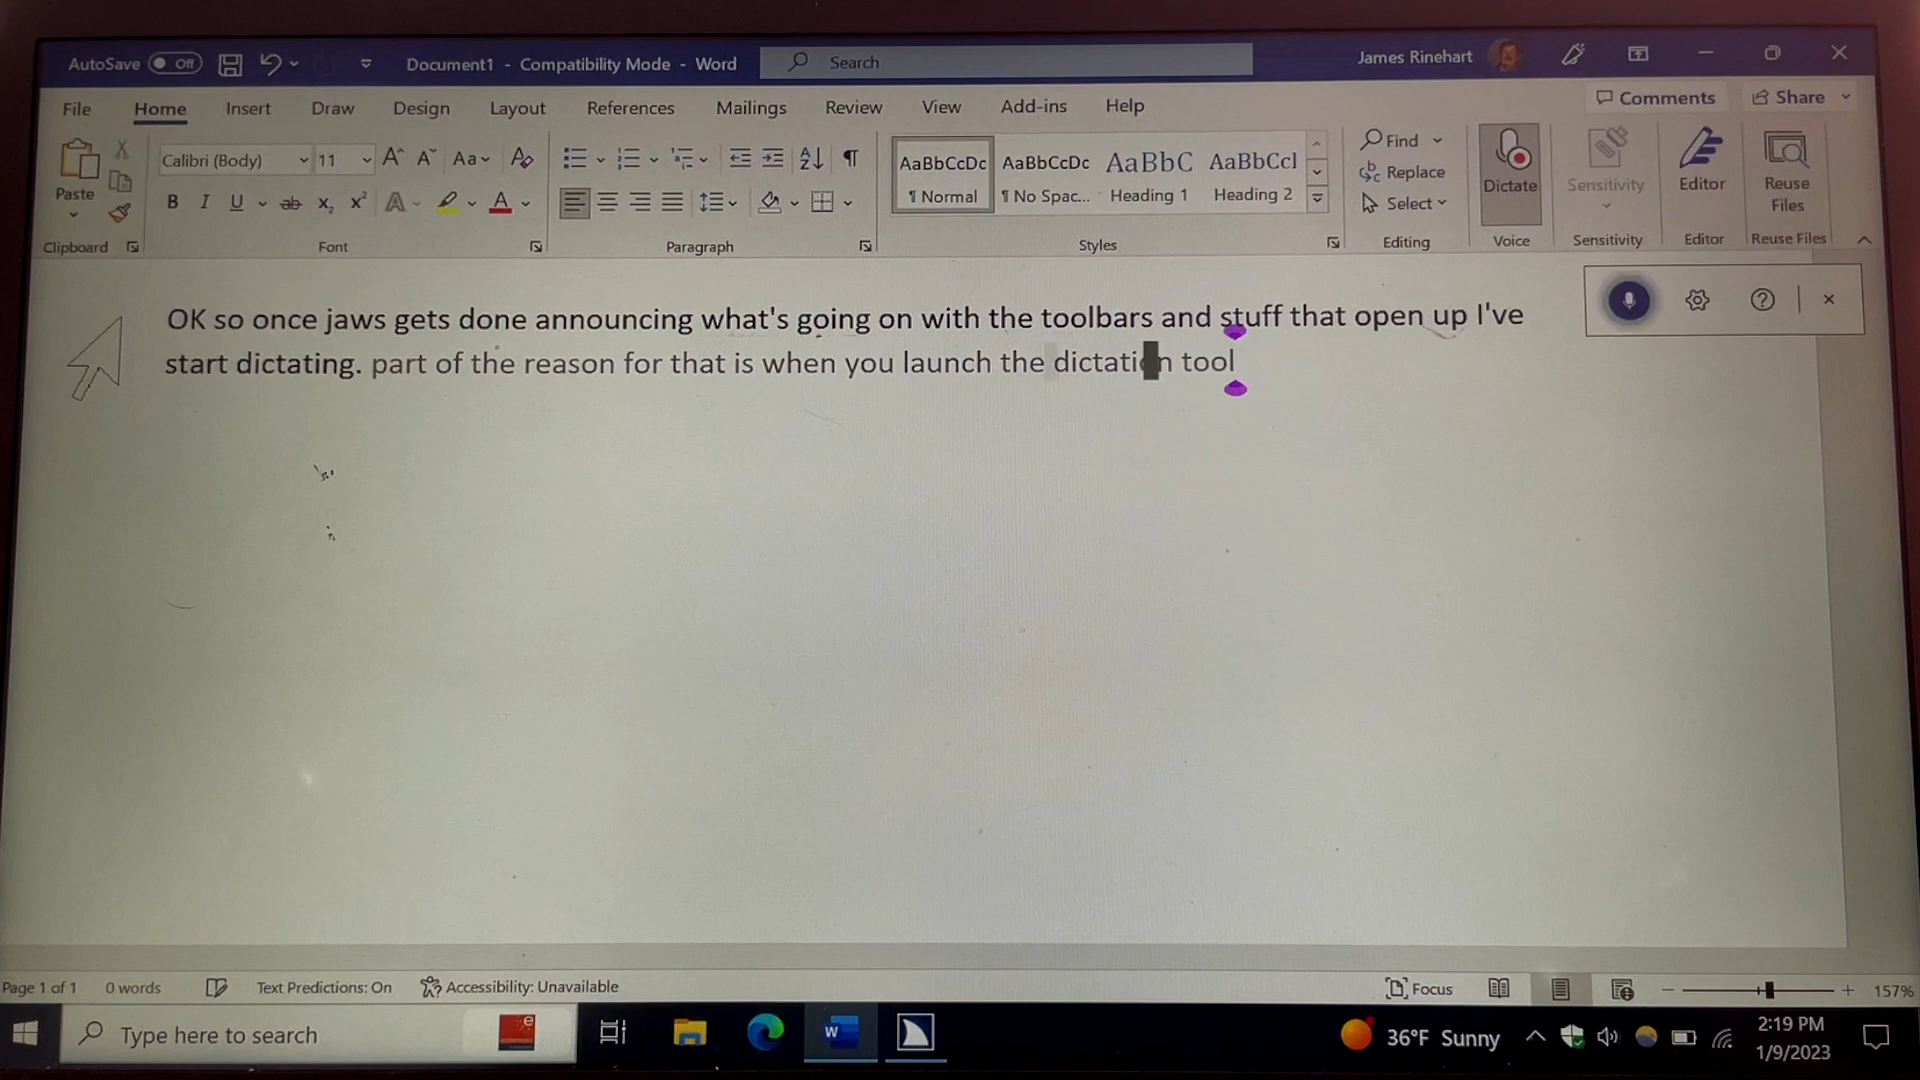 AutoSave Off Document1 - Compatibility Mode - Word Search James Rinehart
File Home Insert Draw Design Layout References Mailings Review View Add-ins Help Comments Share
Paste Calibri (Body) 11 A A Aa A
B I U ab x2 x2 A A
AaBbCcDc AaBbCcDc AaBbC AaBbCcI
¶ Normal ¶ No Spac... Heading 1 Heading 2
Find
Replace
Select
Dictate Sensitivity Editor Reuse Files
Clipboard Font Paragraph Styles Editing Voice Sensitivity Editor Reuse Files
OK so once jaws gets done announcing what's going on with the toolbars and stuff that open up I've
start dictating. part of the reason for that is when you launch the dictation tool
Page 1 of 1 0 words Text Predictions: On Accessibility: Unavailable Focus 157%
Type here to search 36°F Sunny 2:19 PM
1/9/2023